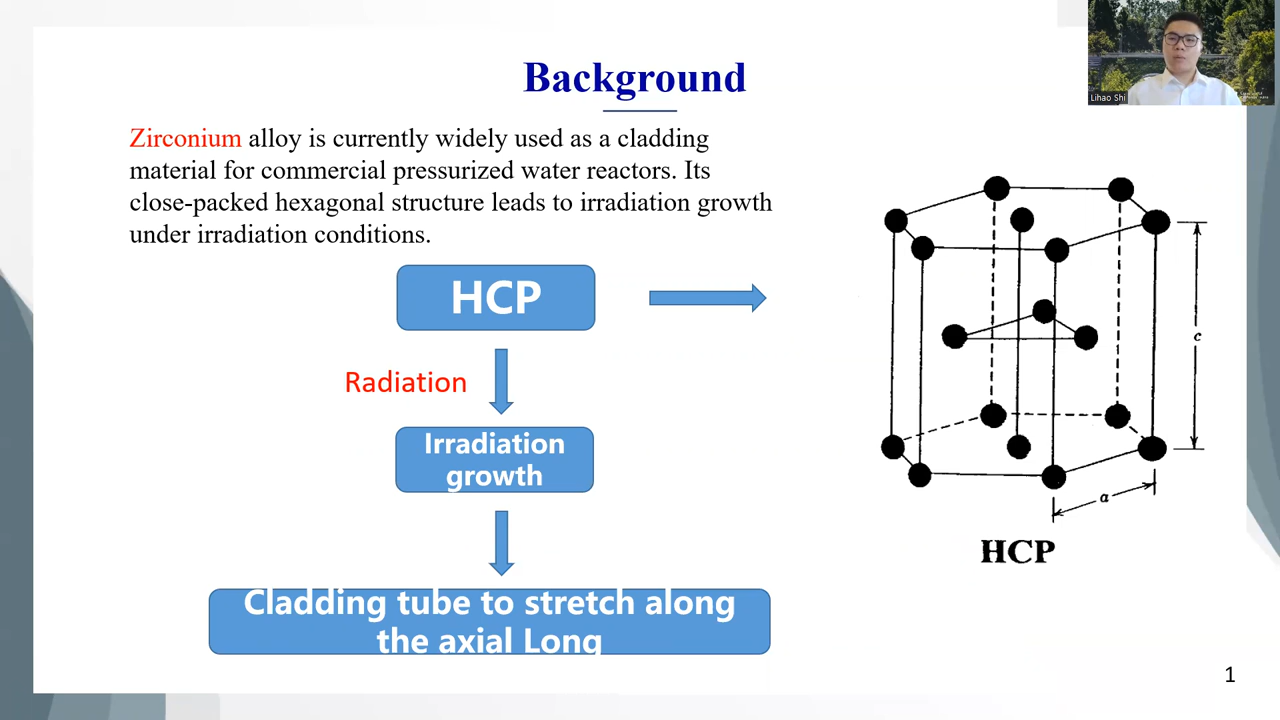 Background
Lihao Shi
Zirconium alloy is currently widely used as a cladding
material for commercial pressurized water reactors. Its
close-packed hexagonal structure leads to irradiation growth
under irradiation conditions.
HCP
Radiation
Irradiation
growth
Cladding tube to stretch along
the axial Long
c
a
HCP
1